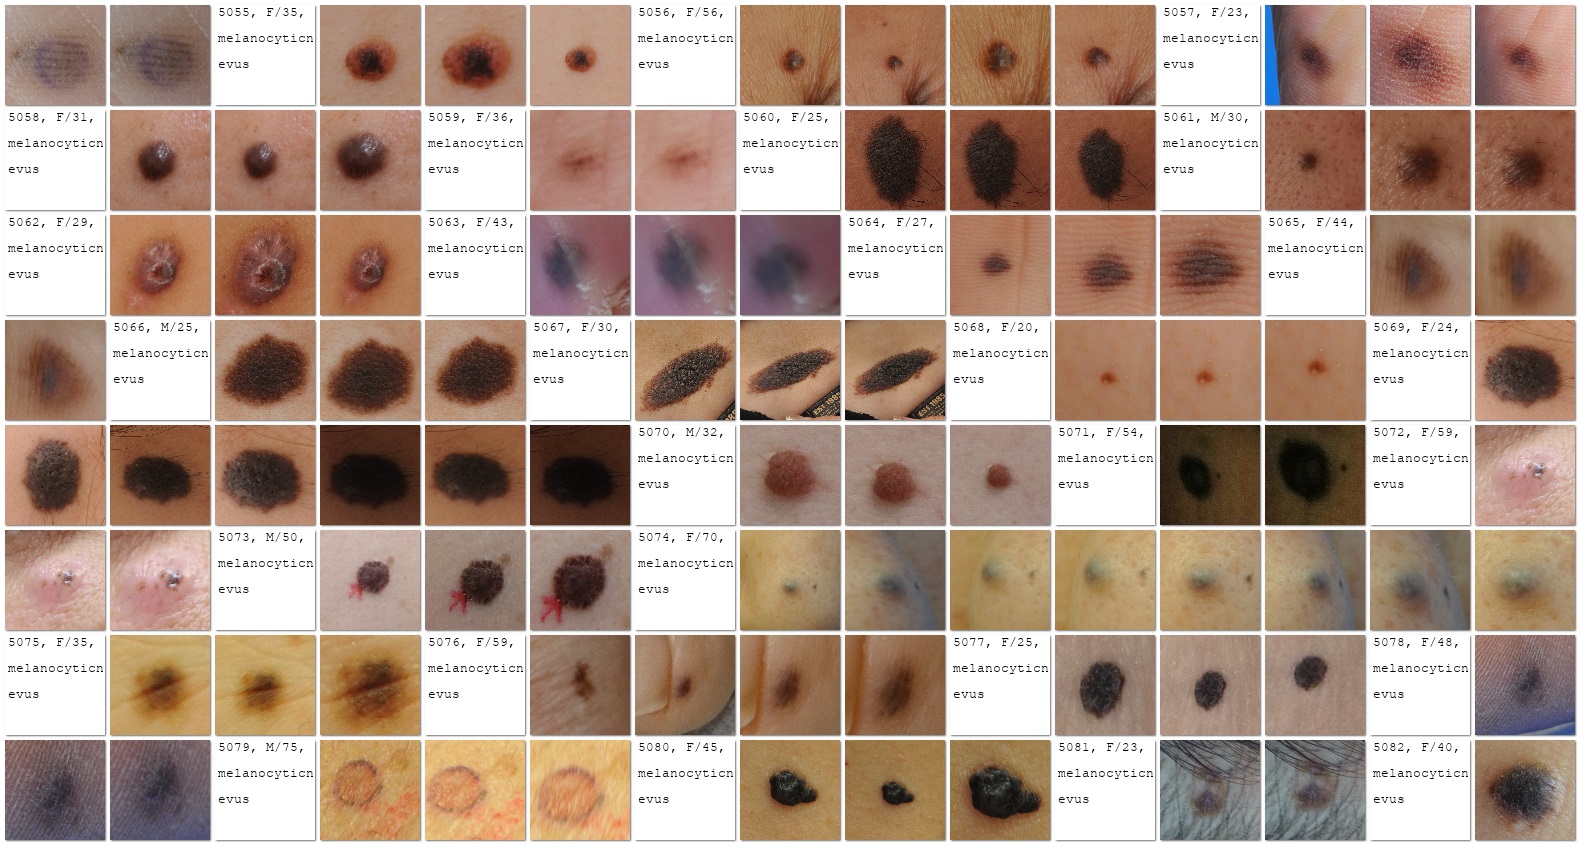 5055, F/35,
melanocyticn
evus
5056, F/56,
melanocyticn
evus
5057, F/23,
melanocyticn
evus
5058, F/31,
melanocyticn
evus
5059, F/36,
melanocyticn
evus
5060, F/25,
melanocyticn
evus
5061, M/30,
melanocyticn
evus
5062, F/29,
melanocyticn
evus
5063, F/43,
melanocyticn
evus
5064, F/27,
melanocyticn
evus
5065, F/44,
melanocyticn
evus
5066, M/25,
melanocyticn
evus
5067, F/30,
melanocyticn
evus
EST 1985
EST 1985
5068, F/20,
melanocyticn
evus
5069, F/24,
melanocyticn
evus
5070, M/32,
melanocyticn
evus
5071, F/54,
melanocyticn
evus
5072, F/59,
melanocyticn
evus
5073, M/50,
melanocyticn
evus
5074, F/70,
melanocyticn
evus
5075, F/35,
melanocyticn
evus
5076, F/59,
melanocyticn
evus
5077, F/25,
melanocyticn
evus
5078, F/48,
melanocyticn
evus
5079, M/75,
melanocyticn
evus
5080, F/45,
melanocyticn
evus
5081, F/23,
melanocyticn
evus
5082, F/40,
melanocyticn
evus